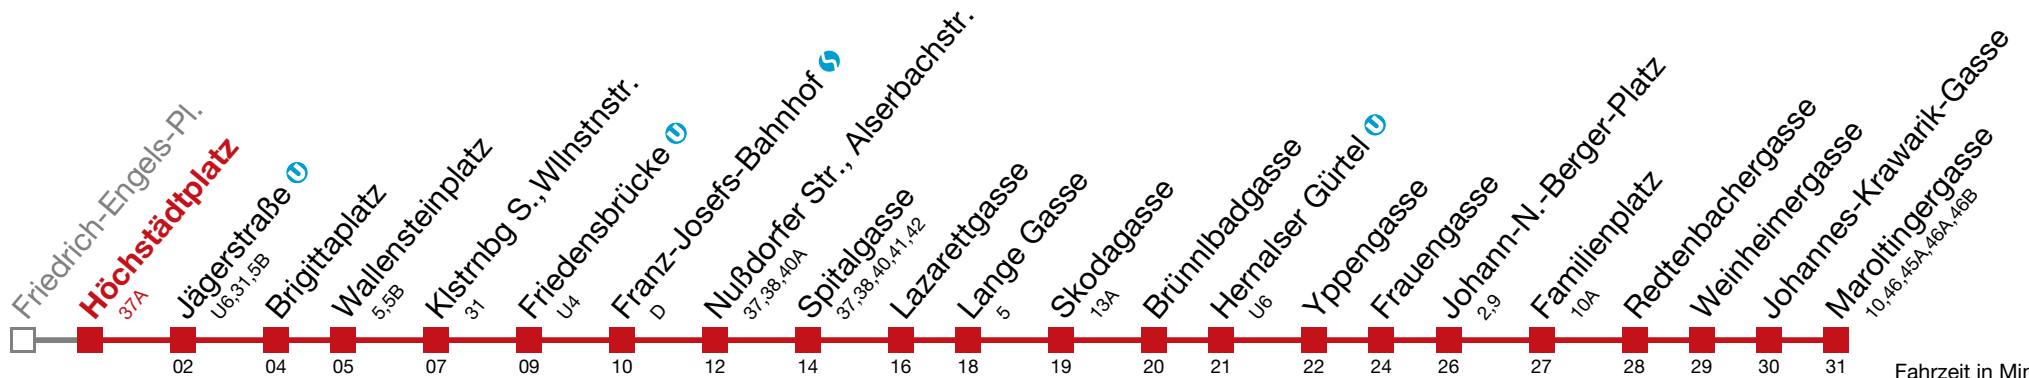 Friedrich-Engels-Pl.
Höchstädtplatz
37A
Jägerstraße U
U6,31,5B
Brigittaplatz
Wallensteinplatz
5,5B
Klstrnbg S., Wllnstnstr.
31
Friedensbrücke U
U4
Franz-Josefs-Bahnhof S
D
Nußdorfer Str., Alserbachstr.
37,38,40A
Spitalgasse
37,38,40,41,42
Lazarettgasse
Lange Gasse
5
Skodagasse
13A
Brünnlbadgasse
Hernalser Gürtel U
U6
Yppengasse
Frauengasse
Johann-N.-Berger-Platz
2,9
Familienplatz
10A
Redtenbachergasse
Weinheimergasse
Johannes-Krawarik-Gasse
Maroltingergasse
10,46,45A,46A,46B
02 04 05 07 09 10 12 14 16 18 19 20 21 22 24 26 27 28 29 30 31
Fahrzeit in Min